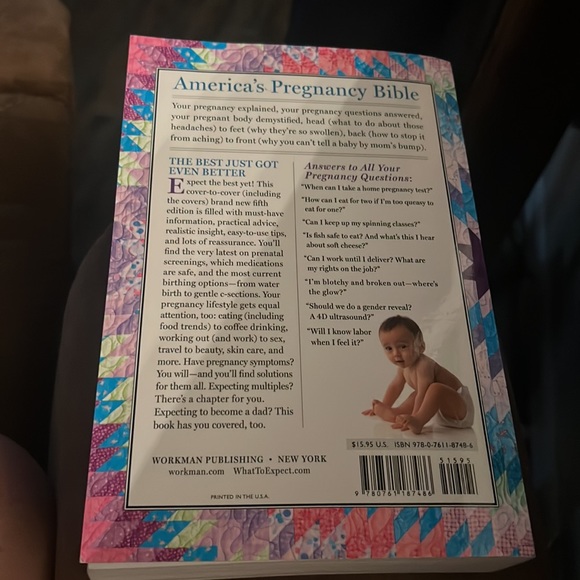 America's Pregnancy Bible
Your pregnancy explained, your pregnancy questions answered,
your pregnant body demystified, head (what to do about those
headaches) to feet (why they're so swollen), back (how to stop it
from aching) to front (why you can't tell a baby by mom's bump).
THE BEST JUST GOT
EVEN BETTER
Expect the best yet! This
cover-to-cover (including
the covers) brand new fifth
edition is filled with must-have
information, practical advice,
realistic insight, easy-to-use tips,
and lots of reassurance. You'll
find the very latest on prenatal
screenings, which medications
are safe, and the most current
birthing options—from water
birth to gentle c-sections. Your
pregnancy lifestyle gets equal
attention, too: eating (including
food trends) to coffee drinking,
working out (and work) to sex,
travel to beauty, skin care, and
more. Have pregnancy symptoms?
You will—and you'll find solutions
for them all. Expecting multiples?
There's a chapter for you.
Expecting to become a dad? This
book has you covered, too.
Answers to All Your
Pregnancy Questions:
"When can I take a home pregnancy test?"
"How can I eat for two if I'm too queasy to
eat for one?"
"Can I keep up my spinning classes?"
"Is fish safe to eat? And what's this I hear
about soft cheese?"
"Can I work until I deliver? What are
my rights on the job?"
"I'm blotchy and broken out—where's
the glow?"
"Should we do a gender reveal?
A 4D ultrasound?"
"Will I know labor
when I feel it?"
$15.95 U.S. ISBN 978-0-7611-8748-6
51595
9 780761 187486
WORKMAN PUBLISHING • NEW YORK
workman.com WhatToExpect.com
PRINTED IN THE U.S.A.